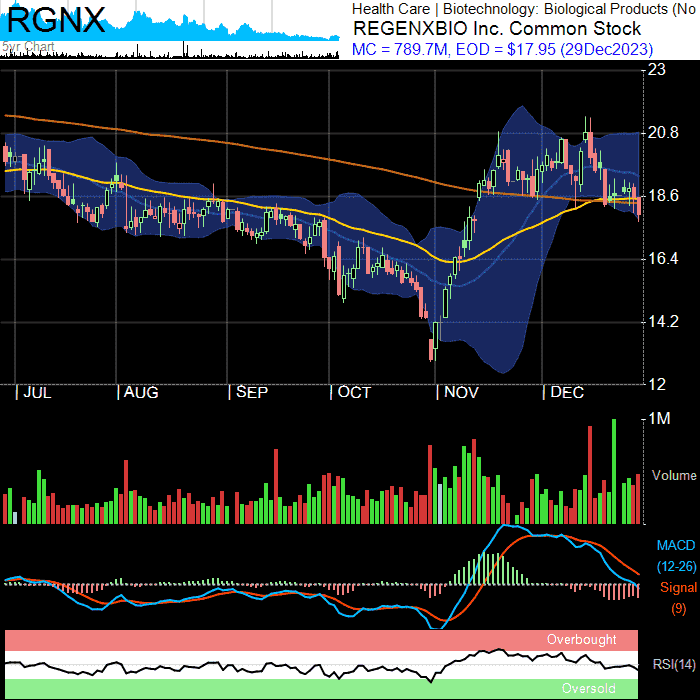 RGNX
5yr Chart
Health Care | Biotechnology: Biological Products (No
REGENXBIO Inc. Common Stock
MC = 789.7M, EOD = $17.95 (29Dec2023)
23
20.8
18.6
16.4
14.2
12
| JUL | AUG | SEP | OCT | NOV | DEC
1M
Volume
MACD
(12-26)
Signal
(9)
Overbought
RSI(14)
Oversold